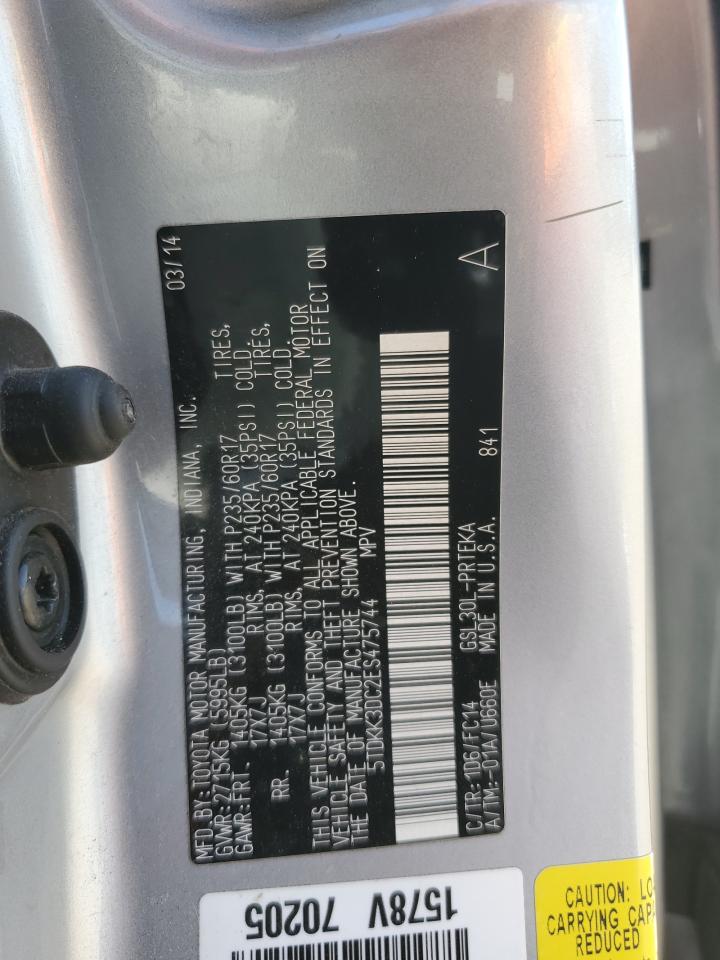 MFD.BY:TOYOTA MOTOR MANUFACTURING, INDIANA, INC. 03/14
GVWR:2715KG (5995LB)
GAWR:FRT. 1405KG (3100LB) WITH P235/60R17 TIRES,
17X7J RIMS, AT 240KPA (35PSI) COLD.
RR. 1405KG (3100LB) WITH P235/60R17 TIRES,
17X7J RIMS, AT 240KPA (35PSI) COLD.
THIS VEHICLE CONFORMS TO ALL APPLICABLE FEDERAL MOTOR
VEHICLE SAFETY AND THEFT PREVENTION STANDARDS IN EFFECT ON
THE DATE OF MANUFACTURE SHOWN ABOVE.
5TDKK3DC2ES475744 MPV
C/TR:1D6/FC14 GSL30L-PRTEKA 841
A/TM:-01A/U660E MADE IN U.S.A. A
1578V 70205
CAUTION:
CARRYING
REDUCED